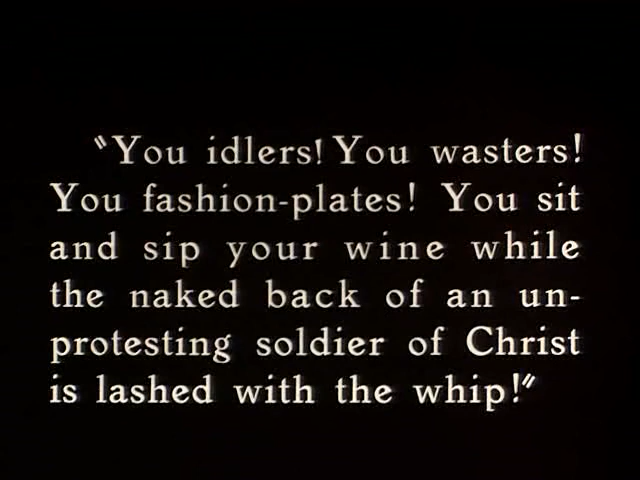 "You idlers! You wasters!
You fashion-plates! You sit
and sip your wine while
the naked back of an un-
protesting soldier of Christ
is lashed with the whip!"